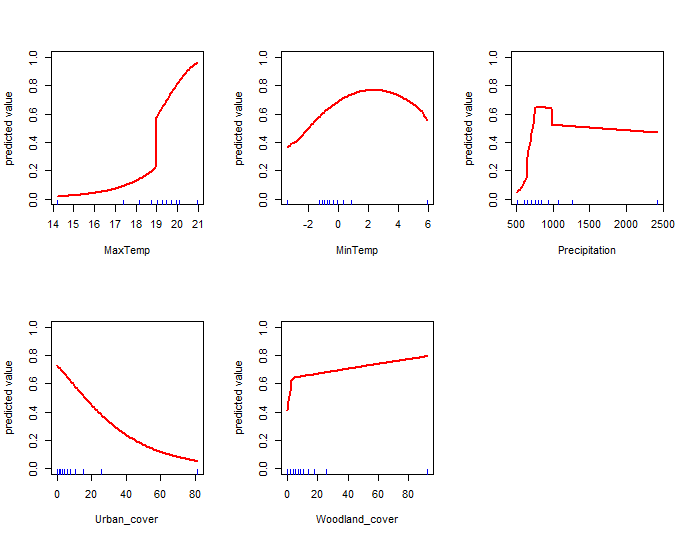 predicted value
0.0 0.2 0.4 0.6 0.8 1.0
14 15 16 17 18 19 20 21
MaxTemp
predicted value
0.0 0.2 0.4 0.6 0.8 1.0
-2 0 2 4 6
MinTemp
predicted value
0.0 0.2 0.4 0.6 0.8 1.0
500 1000 1500 2000 2500
Precipitation
predicted value
0.0 0.2 0.4 0.6 0.8 1.0
0 20 40 60 80
Urban_cover
predicted value
0.0 0.2 0.4 0.6 0.8 1.0
0 20 40 60 80
Woodland_cover